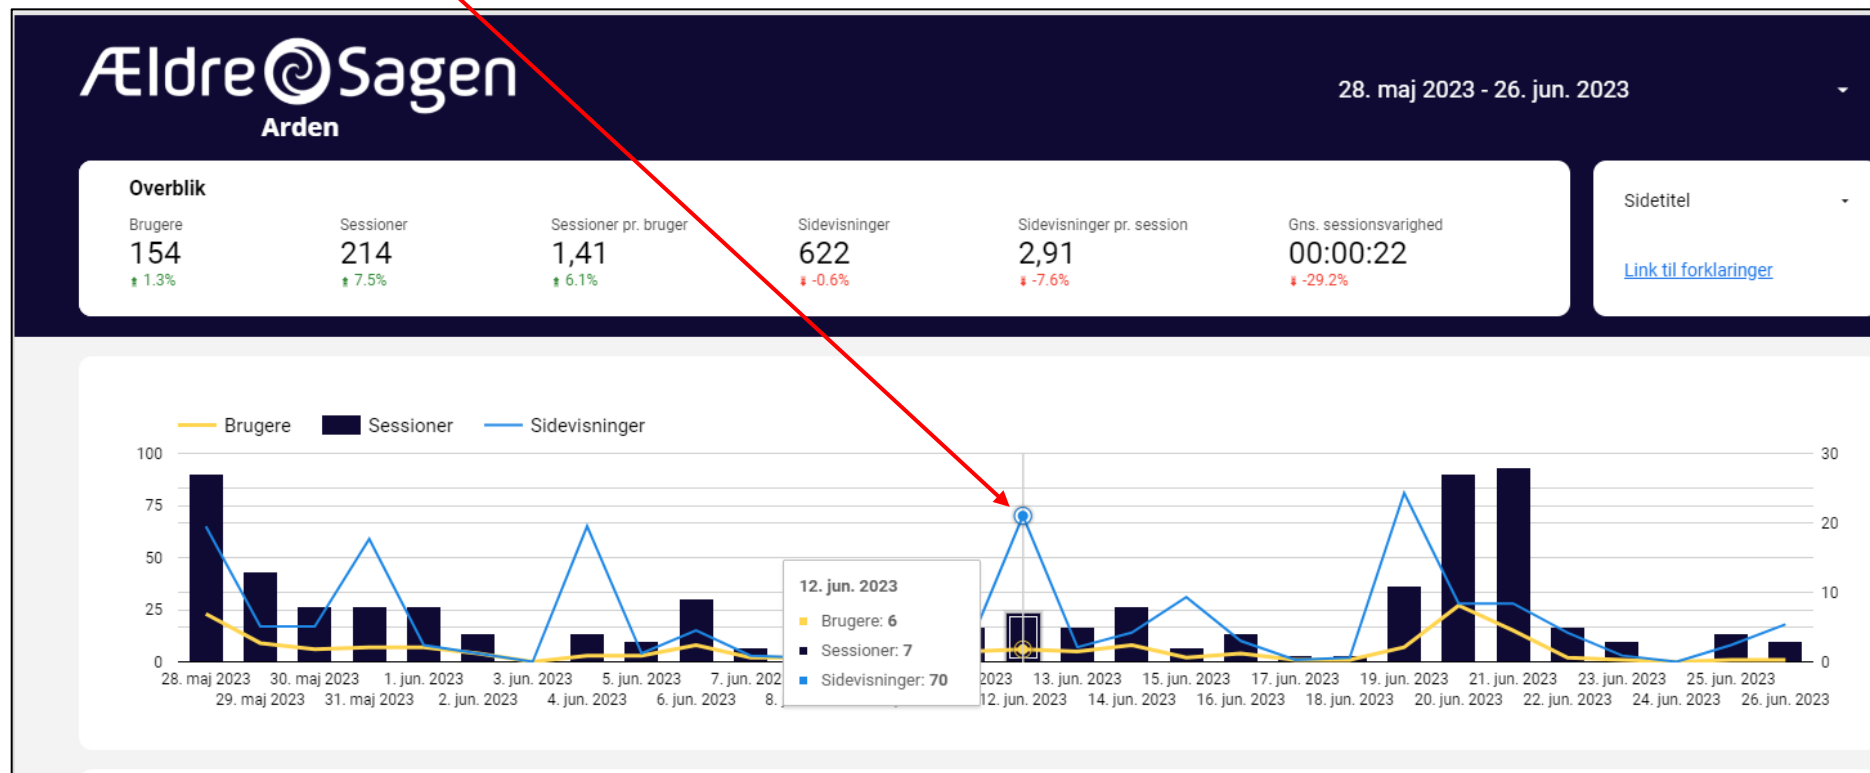 ÆldreSagen
Arden
28. maj 2023 - 26. jun. 2023
Overblik
Brugere
154
1.3%
Sessioner
214
7.5%
Sessioner pr. bruger
1,41
6.1%
Sidevisninger
622
-0.6%
Sidevisninger pr. session
2,91
-7.6%
Gns. sessionsvarighed
00:00:22
-29.2%
Sidetitel
Link til forklaringer
Brugere Sessioner Sidevisninger
100 30
75
20
50
25 10
0 0
12. jun. 2023
Brugere: 6
Sessioner: 7
Sidevisninger: 70
28. maj 2023 30. maj 2023 1. jun. 2023 3. jun. 2023 5. jun. 2023 7. jun. 202 2023 13. jun. 2023 15. jun. 2023 17. jun. 2023 19. jun. 2023 21. jun. 2023 23. jun. 2023 25. jun. 2023
29. maj 2023 31. maj 2023 2. jun. 2023 4. jun. 2023 6. jun. 2023 8. 12. jun. 2023 14. jun. 2023 16. jun. 2023 18. jun. 2023 20. jun. 2023 22. jun. 2023 24. jun. 2023 26. jun. 2023